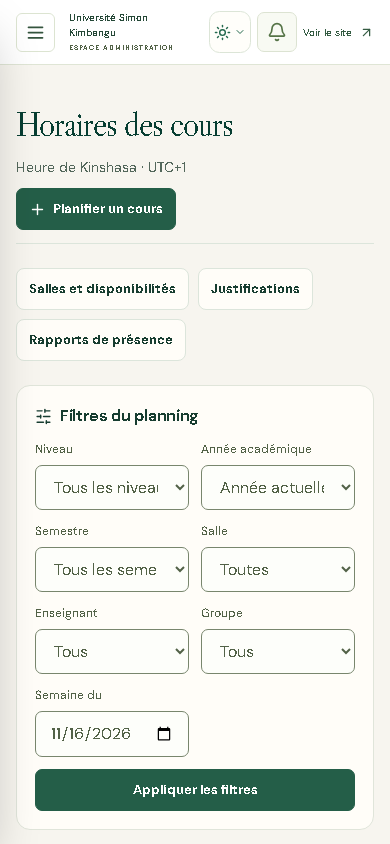 Université Simon
Kimbangu
ESPACE ADMINISTRATION
Voir le site
Horaires des cours
Heure de Kinshasa · UTC+1
Planifier un cours
Salles et disponibilités
Justifications
Rapports de présence
Filtres du planning
Niveau
Année académique
Tous les niveau
Année actuelle
Semestre
Salle
Tous les seme
Toutes
Enseignant
Groupe
Tous
Tous
Semaine du
11/16/2026
Appliquer les filtres